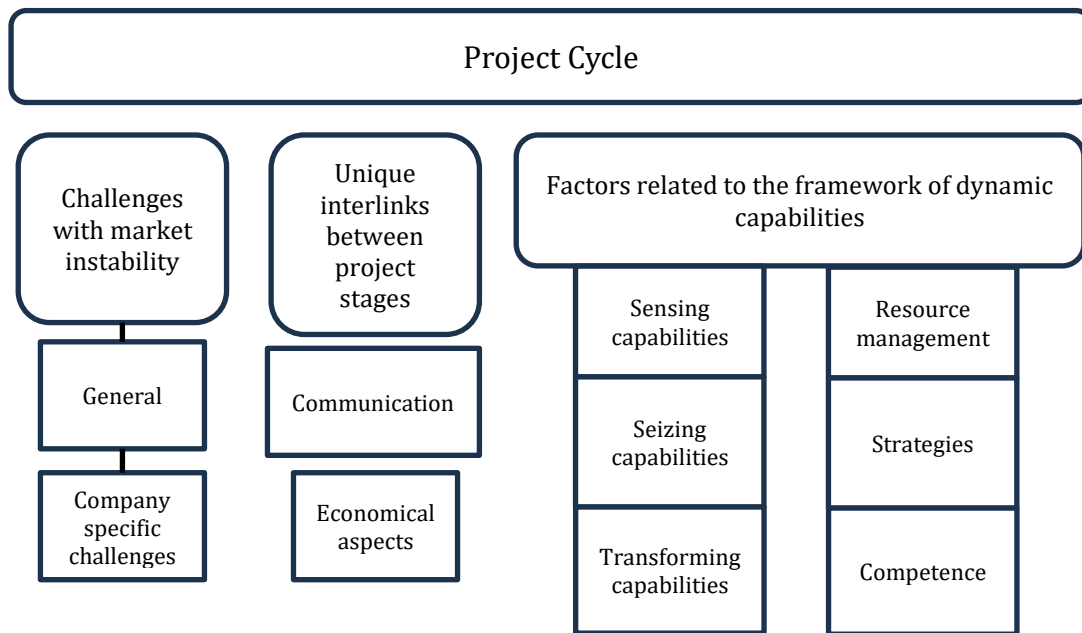 Project Cycle
Challenges
with market
instability
General
Company
specific
challenges
Unique
interlinks
between
project
stages
Communication
Economical
aspects
Factors related to the framework of dynamic
capabilities
Sensing
capabilities
Seizing
capabilities
Transforming
capabilities
Resource
management
Strategies
Competence